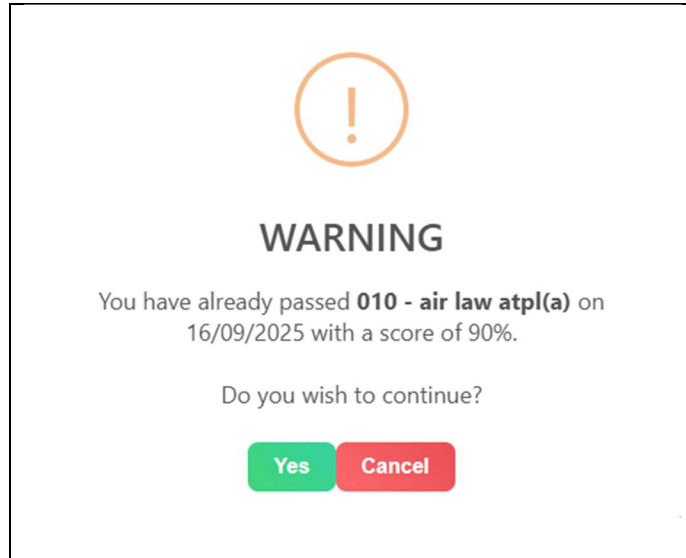 !
WARNING
You have already passed 010 - air law atpl(a) on
16/09/2025 with a score of 90%.
Do you wish to continue?
Yes Cancel